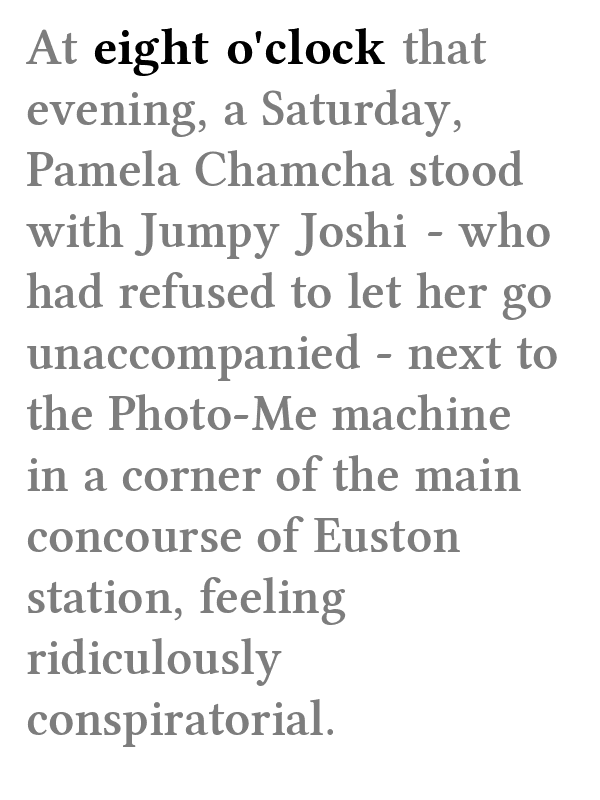 At eight o'clock that
evening, a Saturday,
Pamela Chamcha stood
with Jumpy Joshi - who
had refused to let her go
unaccompanied - next to
the Photo-Me machine
in a corner of the main
concourse of Euston
station, feeling
ridiculously
conspiratorial.